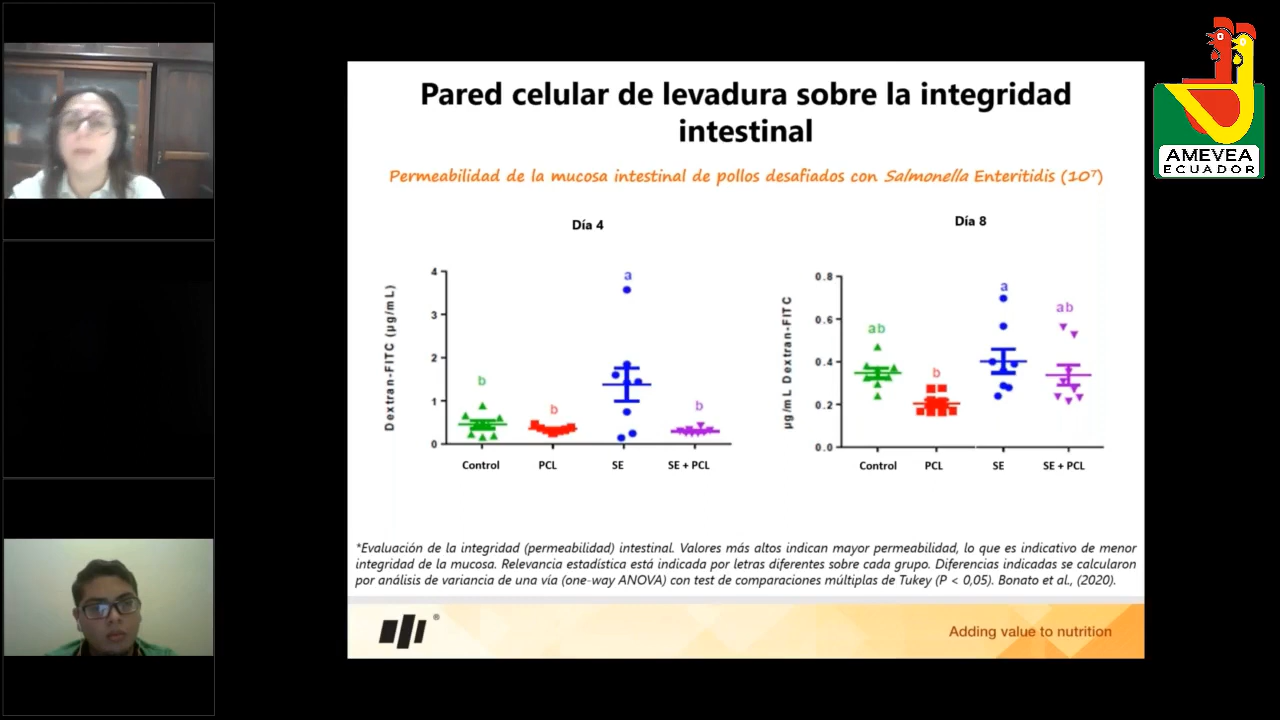 Pared celular de levadura sobre la integridad
intestinal
Permeabilidad de la mucosa intestinal de pollos desafiados con Salmonella Enteritidis (10⁷)
AMEVEA
ECUADOR
Día 4
Dextran-FITC (µg/mL)
4
3
2
1
0
b
b
a
b
Control PCL SE SE + PCL
Día 8
µg/mL Dextran-FITC
0.8
0.6
0.4
0.2
0.0
ab
b
a
ab
Control PCL SE SE + PCL
*Evaluación de la integridad (permeabilidad) intestinal. Valores más altos indican mayor permeabilidad, lo que es indicativo de menor
integridad de la mucosa. Relevancia estadística está indicada por letras diferentes sobre cada grupo. Diferencias indicadas se calcularon
por análisis de variancia de una vía (one-way ANOVA) con test de comparaciones múltiples de Tukey (P < 0,05). Bonato et al., (2020).
®
Adding value to nutrition